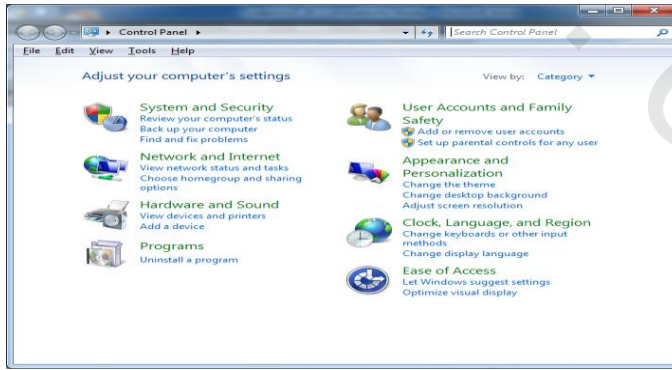 Control Panel
Search Control Panel
File Edit View Tools Help
Adjust your computer's settings
View by: Category
System and Security
Review your computer's status
Back up your computer
Find and fix problems
Network and Internet
View network status and tasks
Choose homegroup and sharing
options
Hardware and Sound
View devices and printers
Add a device
Programs
Uninstall a program
User Accounts and Family
Safety
Add or remove user accounts
Set up parental controls for any user
Appearance and
Personalization
Change the theme
Change desktop background
Adjust screen resolution
Clock, Language, and Region
Change keyboards or other input
methods
Change display language
Ease of Access
Let Windows suggest settings
Optimize visual display